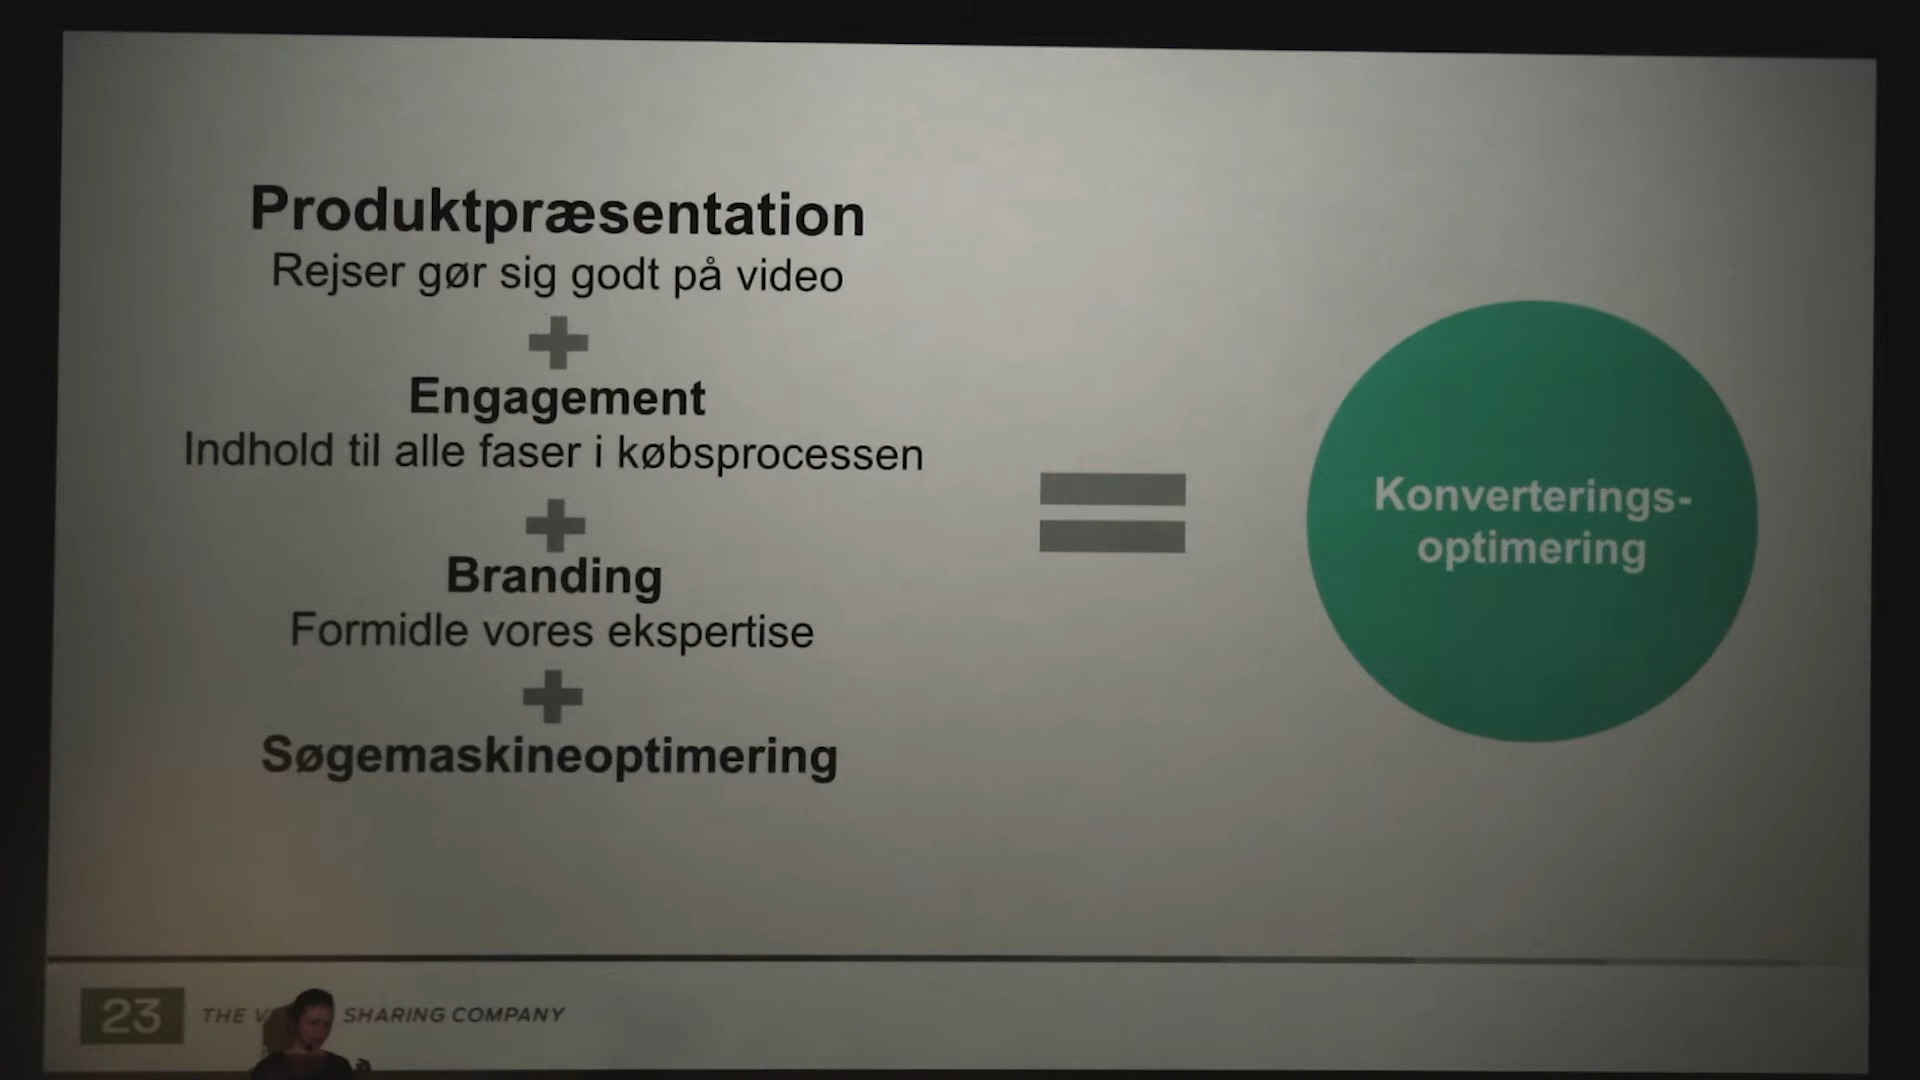 Produktpræsentation
Rejser gør sig godt på video
Engagement
Indhold til alle faser i købsprocessen
Branding
Formidle vores ekspertise
Søgemaskineoptimering
Konverterings-
optimering
23 THE SHARING COMPANY